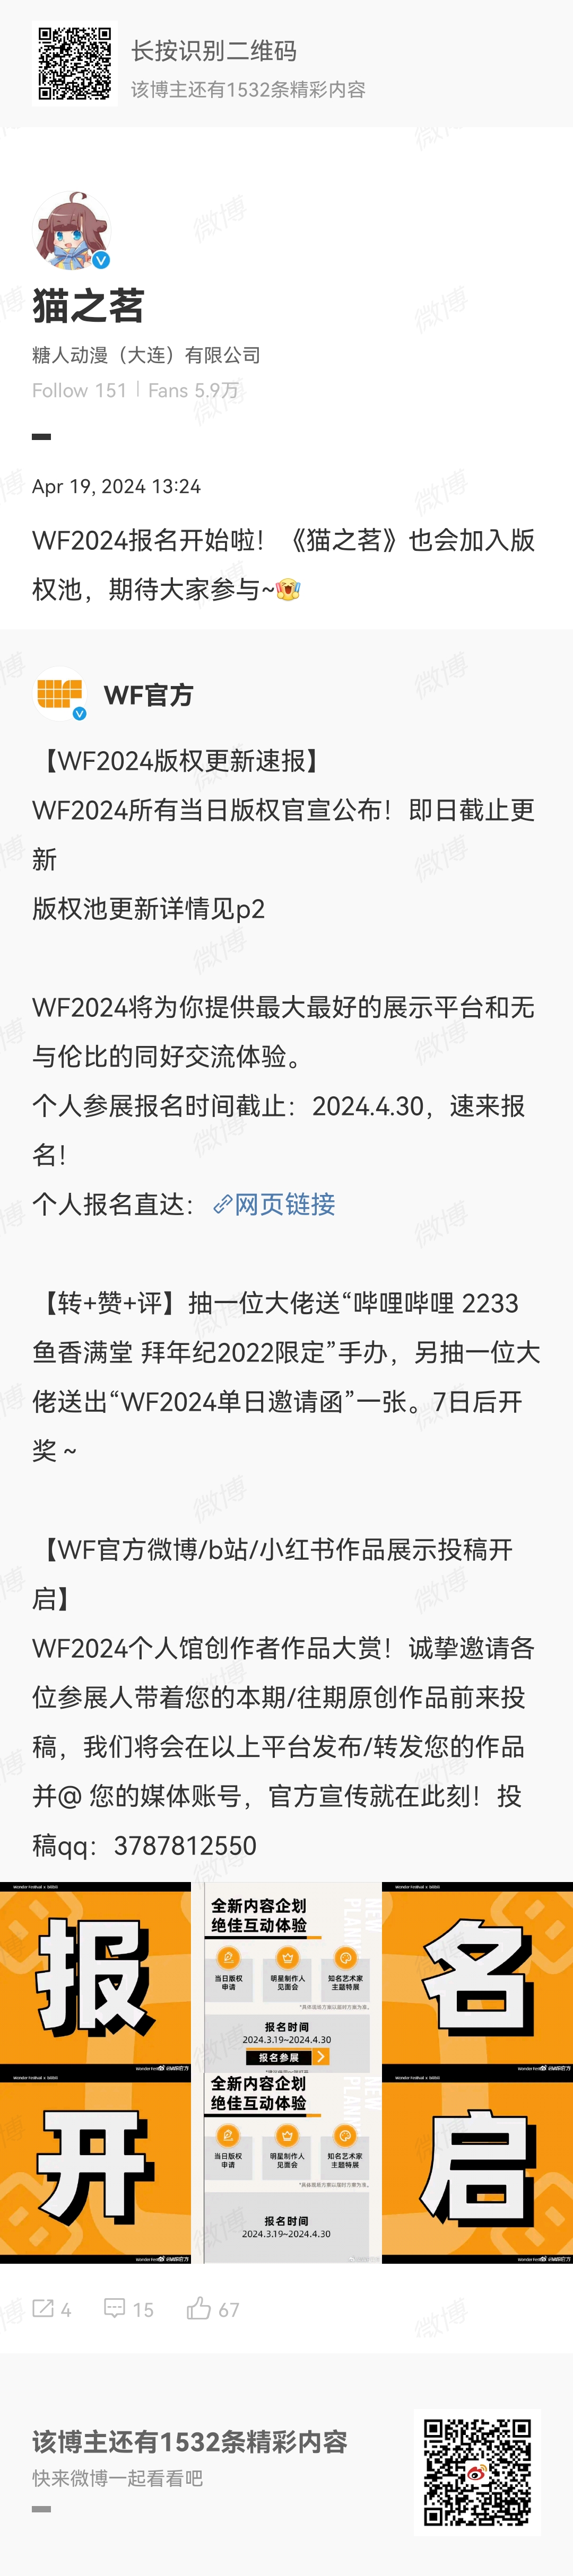 长按识别二维码
该博主还有1532条精彩内容
猫之茗
糖人动漫（大连）有限公司
Follow 151 | Fans 5.9万
Apr 19, 2024 13:24
WF2024报名开始啦！《猫之茗》也会加入版
权池，期待大家参与~
WF官方
【WF2024版权更新速报】
WF2024所有当日版权官宣公布！即日截止更
新
版权池更新详情见p2
WF2024将为你提供最大最好的展示平台和无
与伦比的同好交流体验。
个人参展报名时间截止：2024.4.30，速来报
名！
个人报名直达：网页链接
【转+赞+评】抽一位大佬送“哔哩哔哩 2233
鱼香满堂 拜年纪2022限定”手办，另抽一位大
佬送出“WF2024单日邀请函”一张。7日后开
奖 ~
【WF官方微博/b站/小红书作品展示投稿开
启】
WF2024个人馆创作者作品大赏！诚挚邀请各
位参展人带着您的本期/往期原创作品前来投
稿，我们将会在以上平台发布/转发您的作品
并@ 您的媒体账号，官方宣传就在此刻！投
稿qq：3787812550
报
全新内容企划
绝佳互动体验
NEW
当日版权
申请
明星制作人
见面会
知名艺术家
主题特展
报名时间
2024.3.19~2024.4.30
报名参展
名
开
全新内容企划
绝佳互动体验
NEW
当日版权
申请
明星制作人
见面会
知名艺术家
主题特展
报名时间
2024.3.19~2024.4.30
启
4
15
67
该博主还有1532条精彩内容
快来微博一起看看吧
微博